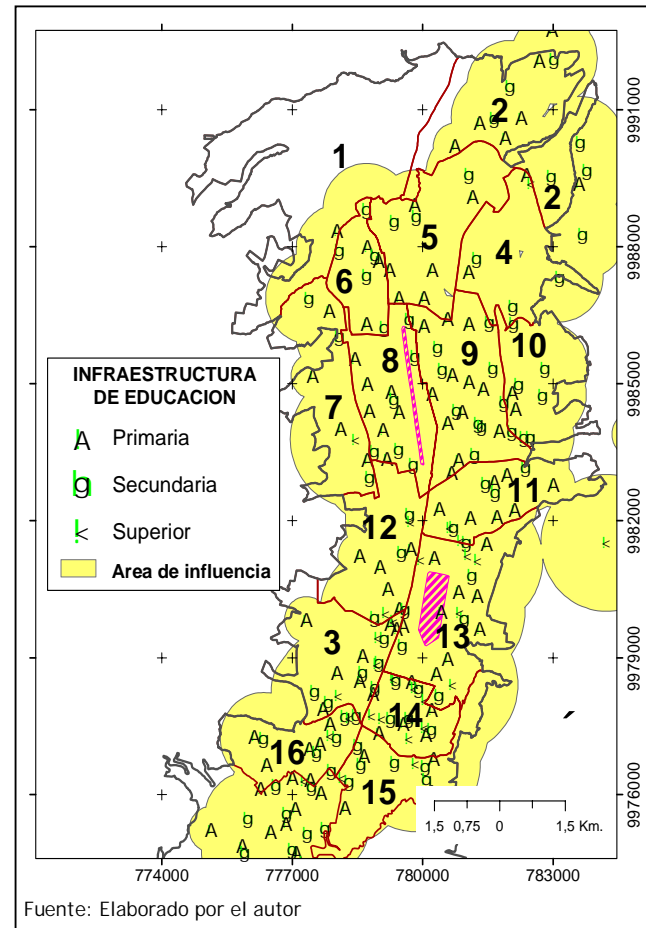 2
1
2
5
4
6
8
9
10
7
11
12
13
3
14
16
15
INFRAESTRUCTURA
DE EDUCACION
A Primaria
g Secundaria
< Superior
Area de influencia
9991000
9988000
9985000
9982000
9979000
9976000
1,5 0,75 0 1,5 Km.
774000 777000 780000 783000
Fuente: Elaborado por el autor